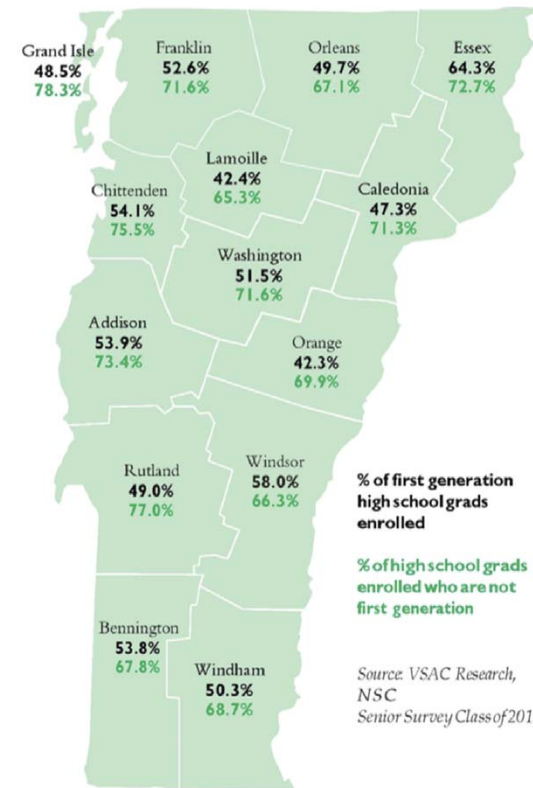 Grand Isle
48.5%
78.3%
Franklin
52.6%
71.6%
Orleans
49.7%
67.1%
Essex
64.3%
72.7%
Lamoille
42.4%
65.3%
Chittenden
54.1%
75.5%
Caledonia
47.3%
71.3%
Washington
51.5%
71.6%
Addison
53.9%
73.4%
Orange
42.3%
69.9%
Rutland
49.0%
77.0%
Windsor
58.0%
66.3%
% of first generation
high school grads
enrolled
% of high school grads
enrolled who are not
first generation
Bennington
53.8%
67.8%
Windham
50.3%
68.7%
Source: VSAC Research,
NSC
Senior Survey Class of 201